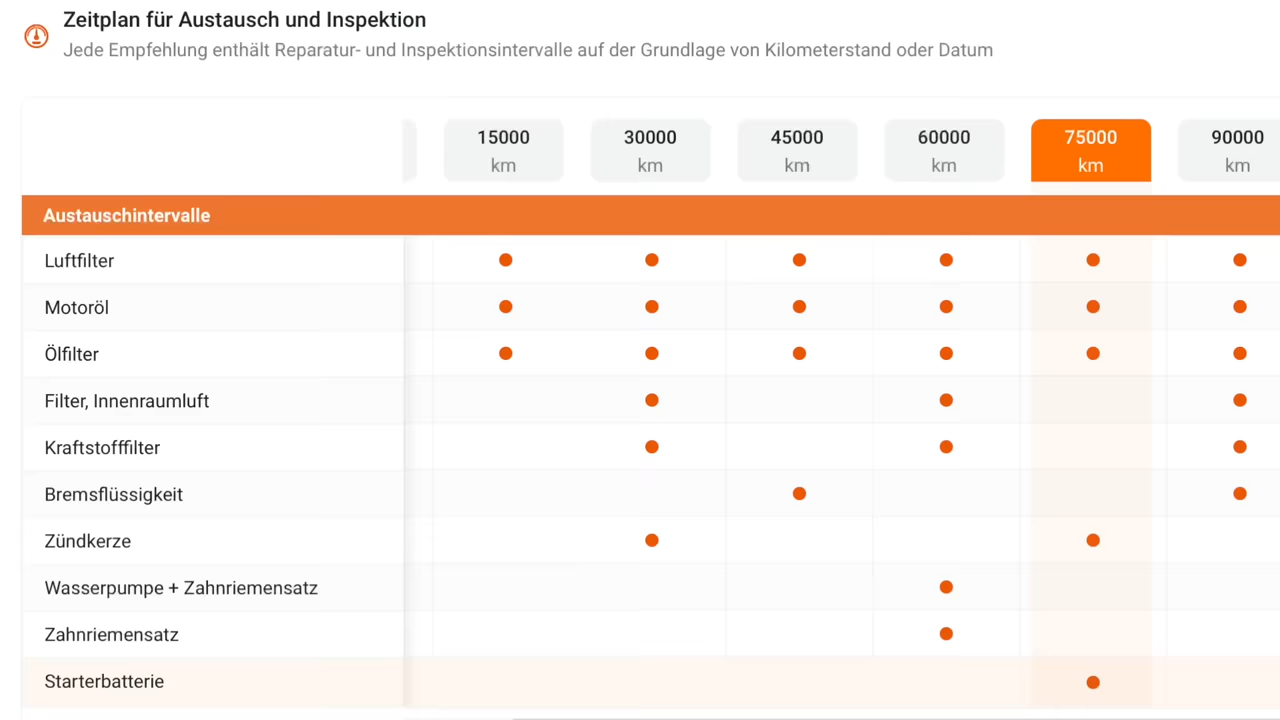 Zeitplan für Austausch und Inspektion
Jede Empfehlung enthält Reparatur- und Inspektionsintervalle auf der Grundlage von Kilometerstand oder Datum
15000 30000 45000 60000 75000 90000
km km km km km km
Austauschintervalle
Luftfilter
Motoröl
Ölfilter
Filter, Innenraumluft
Kraftstofffilter
Bremsflüssigkeit
Zündkerze
Wasserpumpe + Zahnriemensatz
Zahnriemensatz
Starterbatterie